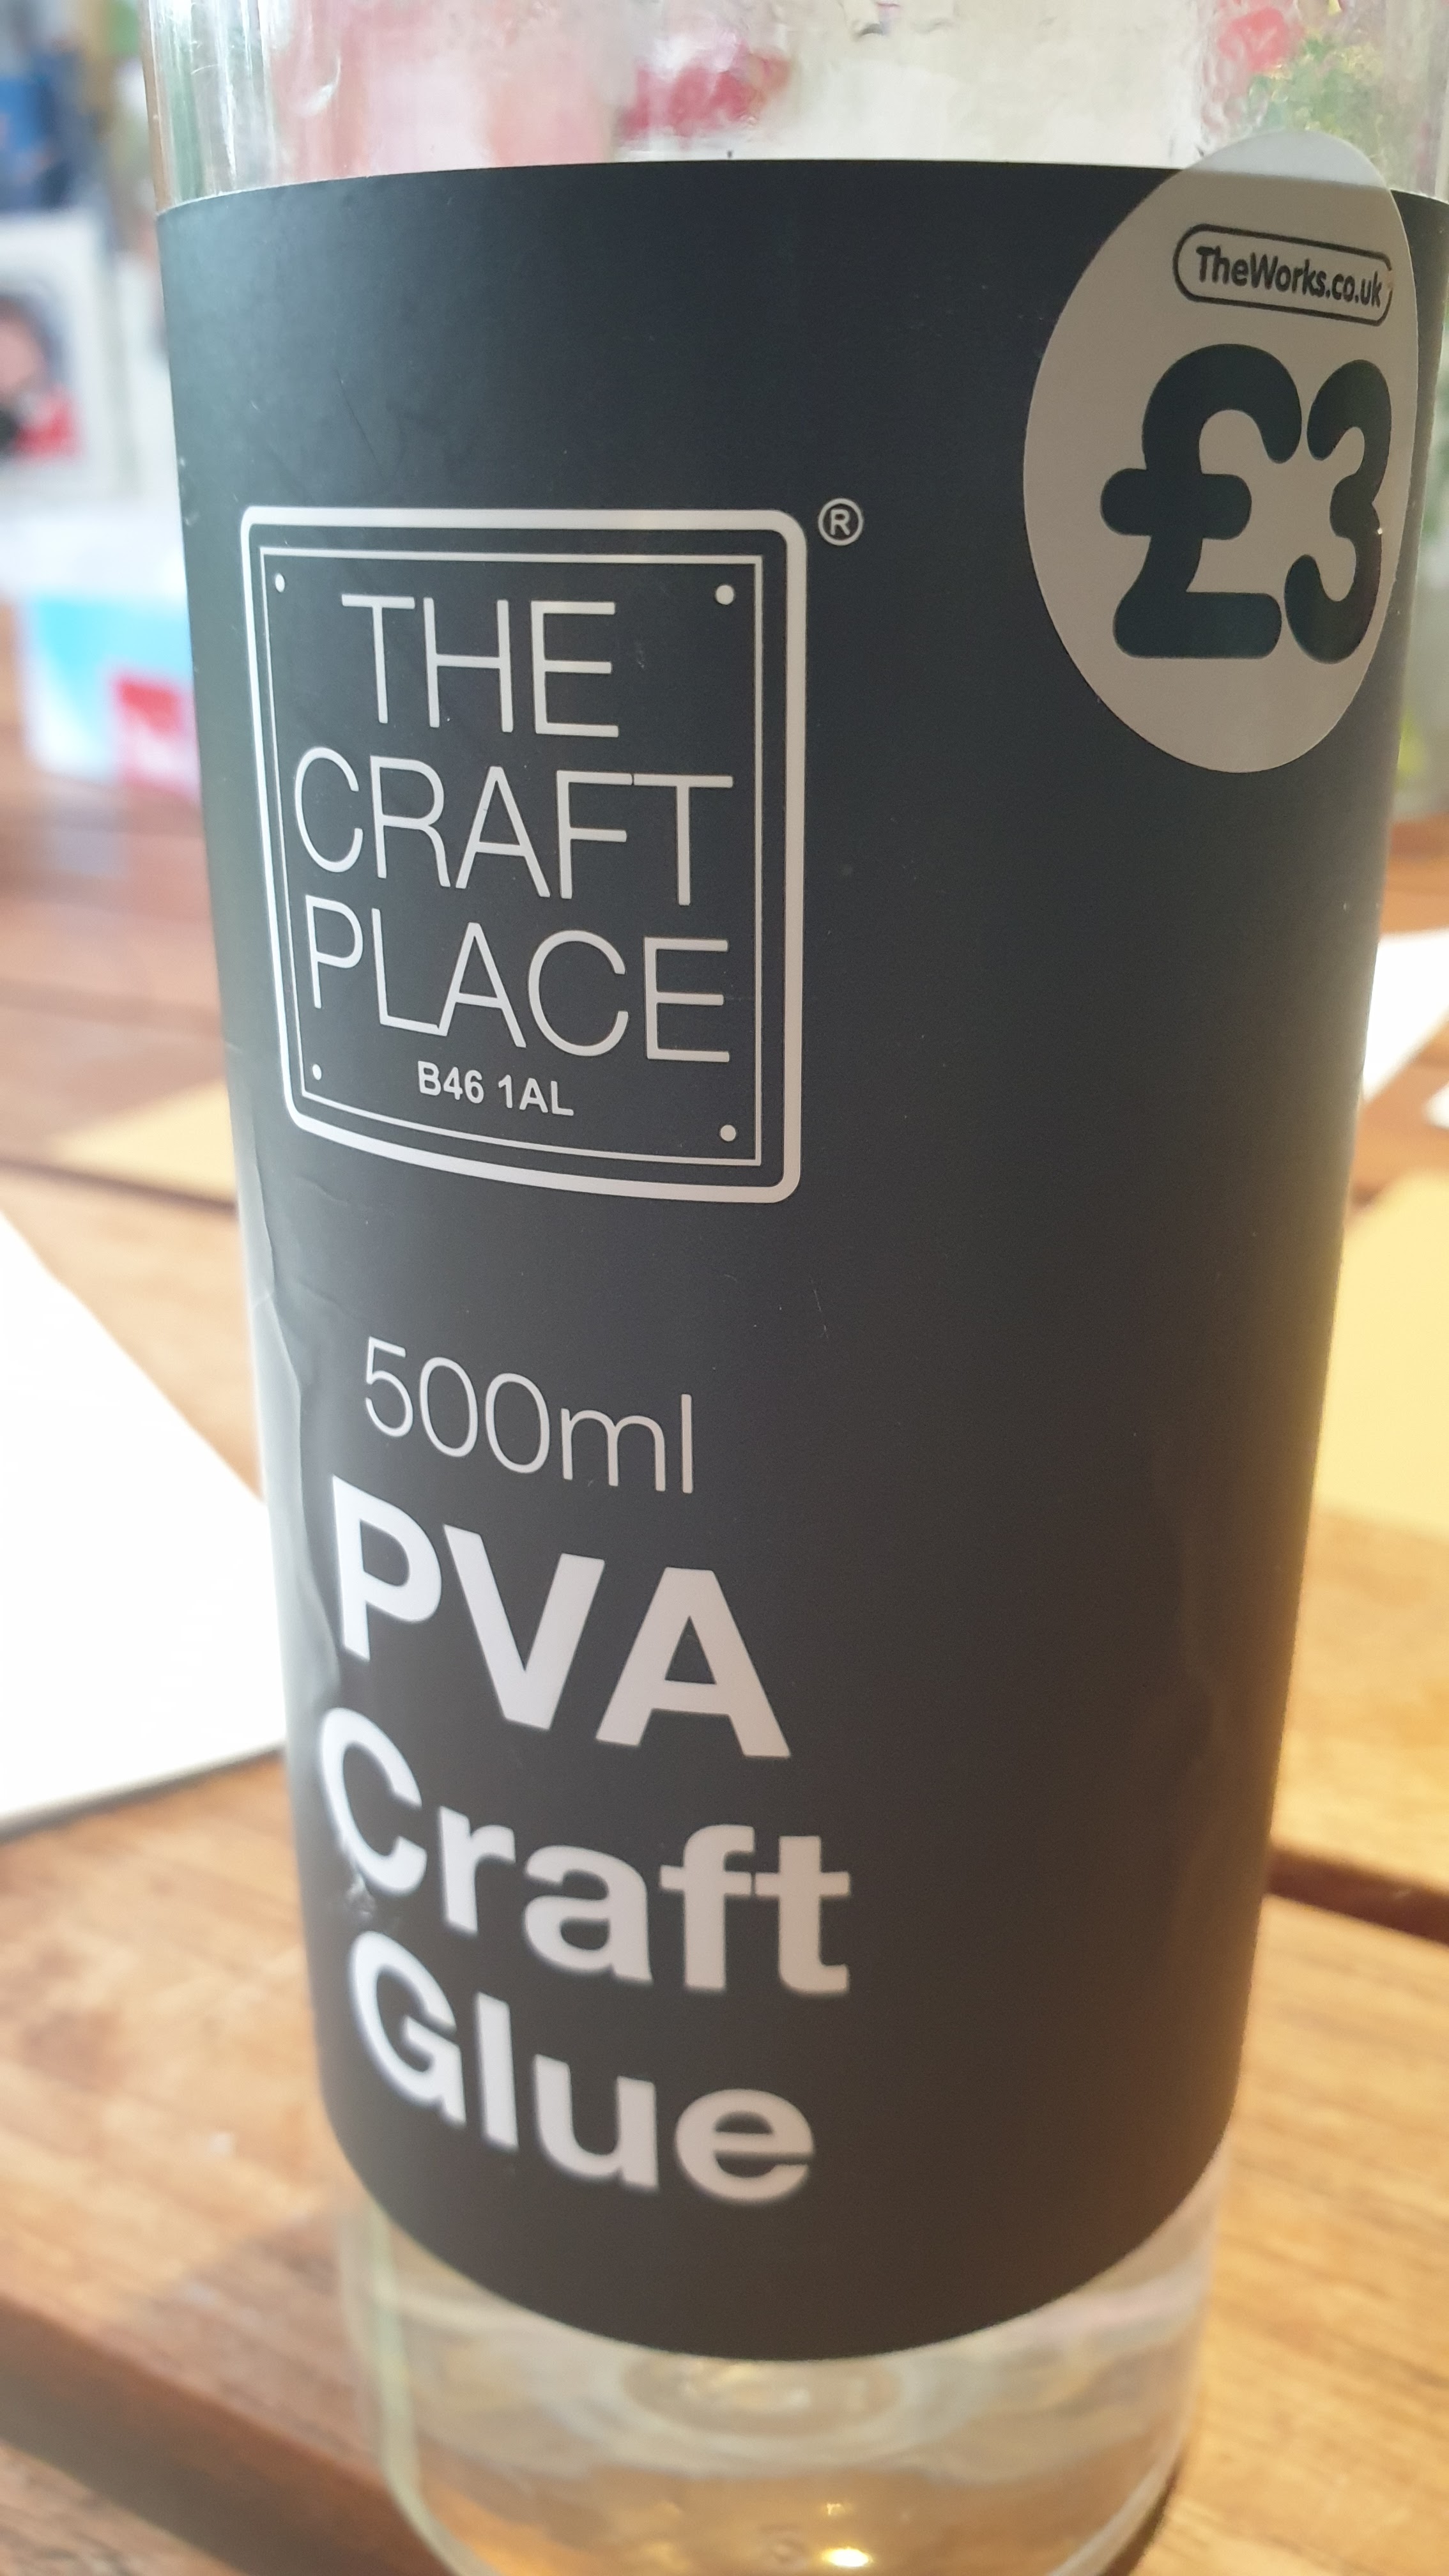 TheWorks.co.uk
£3
®
THE
CRAFT
PLACE
B46 1AL
500ml
PVA
Craft
Glue